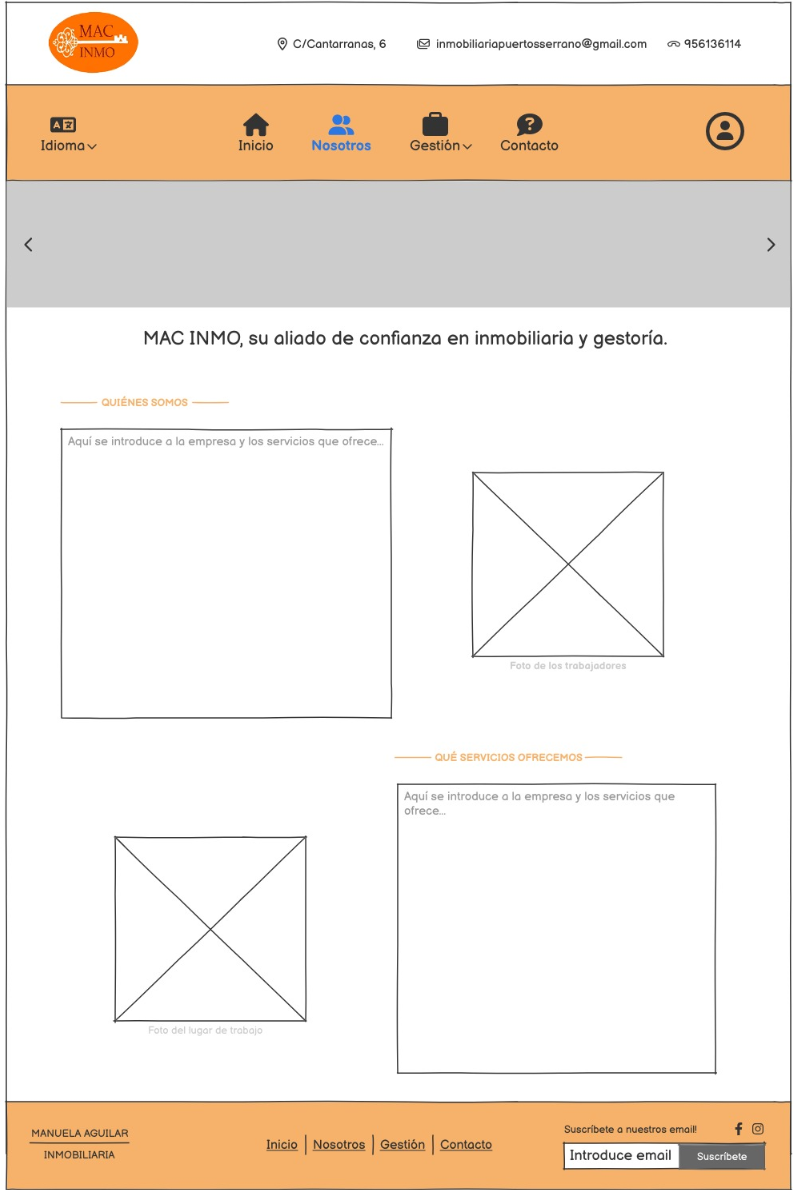 MAC
INMO
C/Cantarranas, 6
inmobiliariapuertosserrano@gmail.com
956136114
Idioma
Inicio
Nosotros
Gestión
Contacto
MAC INMO, su aliado de confianza en inmobiliaria y gestoría.
QUIÉNES SOMOS
Aquí se introduce a la empresa y los servicios que ofrece...
Foto de los trabajadores
QUÉ SERVICIOS OFRECEMOS
Aquí se introduce a la empresa y los servicios que
ofrece...
Foto del lugar de trabajo
MANUELA AGUILAR
INMOBILIARIA
Inicio | Nosotros | Gestión | Contacto
Suscríbete a nuestros email!
Introduce email
Suscríbete